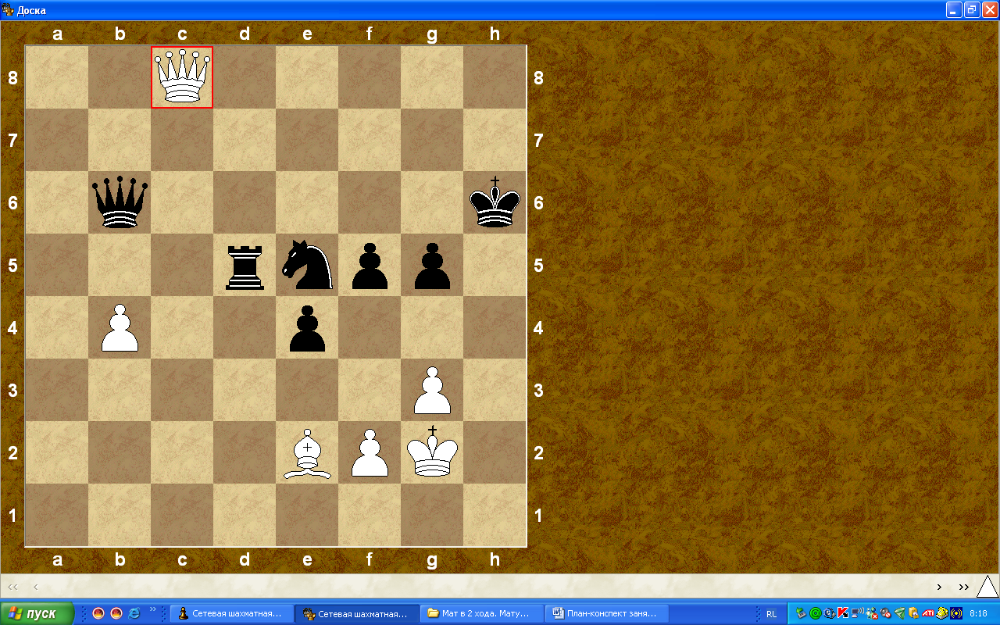 Доска
a b c d e f g h
8 8
7 7
6 6
5 5
4 4
3 3
2 2
1 1
a b c d e f g h
<< < > >>
пуск
»
Сетевая шахматная...
Сетевая шахматная...
Мат в 2 хода. Мату...
План-конспект заня...
RL
ATI
8:18